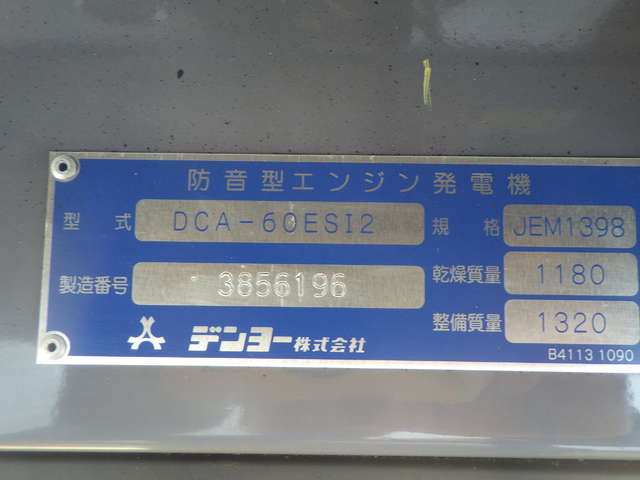 防音型エンジン発電機
型式 DCA-60ESI2 規格 JEM1398
製造番号 3856196 乾燥質量 1180
整備質量 1320
デンヨー株式会社 B4113 1090